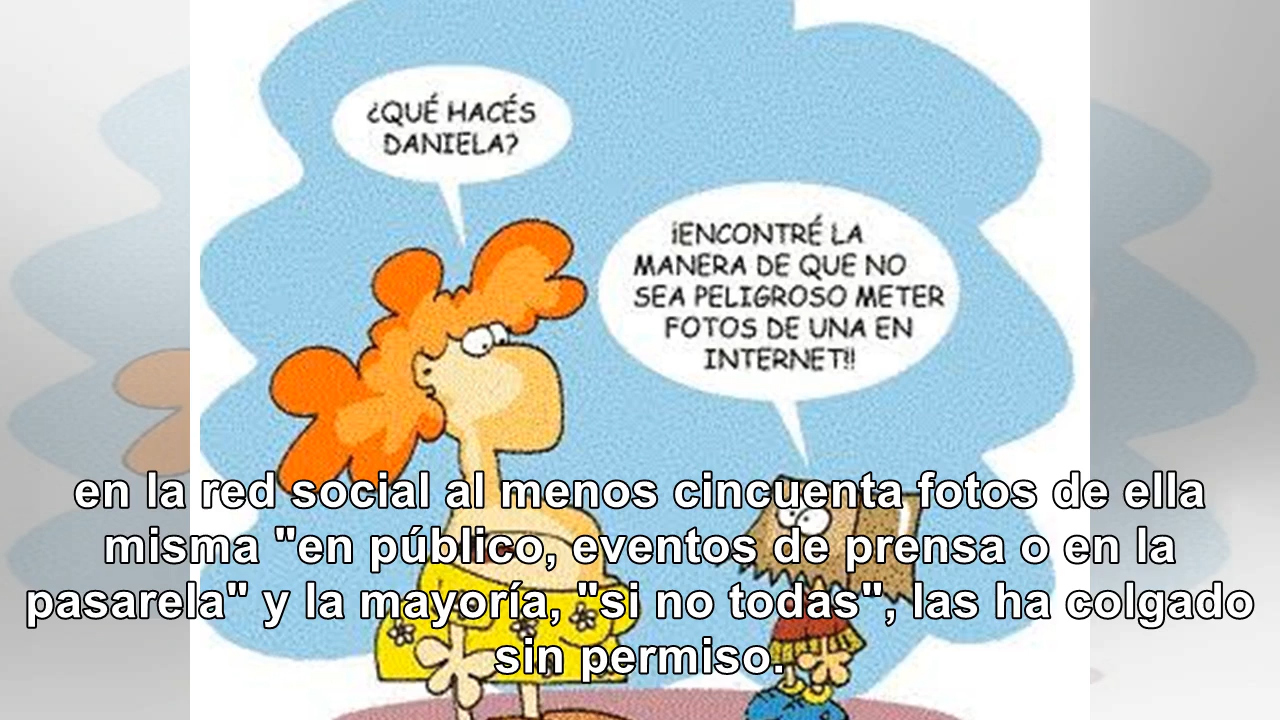 ¿QUÉ HACÉS
DANIELA?
¡ENCONTRÉ LA
MANERA DE QUE NO
SEA PELIGROSO METER
FOTOS DE UNA EN
INTERNET!!
en la red social al menos cincuenta fotos de ella
misma "en público, eventos de prensa o en la
pasarela" y la mayoría, "si no todas", las ha colgado
sin permiso.